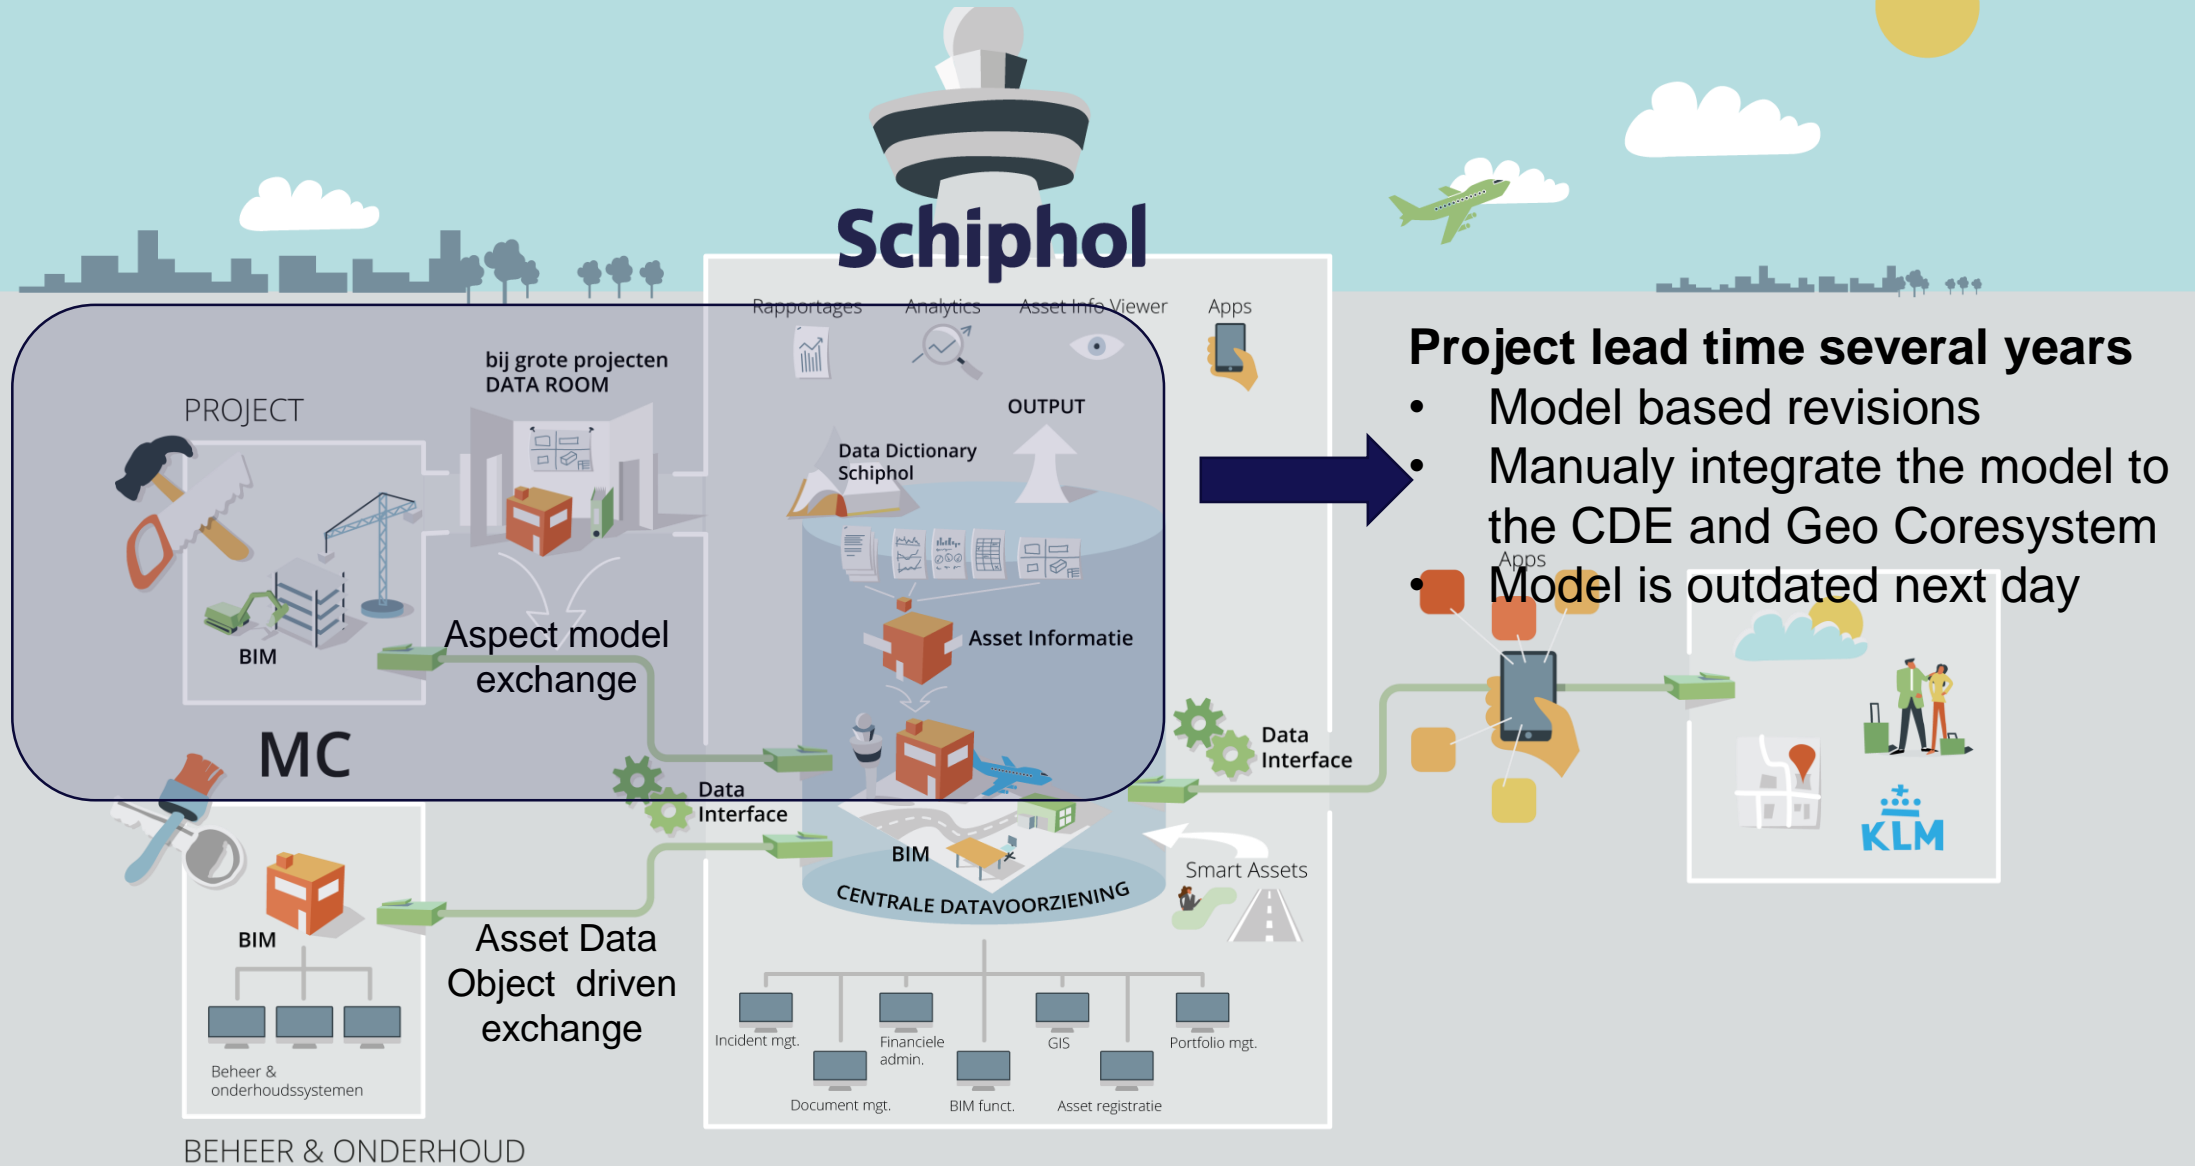 Schiphol
Rapportages
Analytics
Asset Info Viewer
Apps
bij grote projecten
DATA ROOM
PROJECT
OUTPUT
Data Dictionary
Schiphol
Project lead time several years
• Model based revisions
• Manualy integrate the model to
the CDE and Geo Coresystem
• Model is outdated next day
Apps
Aspect model
exchange
BIM
Asset Informatie
MC
Data
Interface
Data
Interface
BIM
CENTRALE DATAVOORZIENING
Smart Assets
KLM
BIM
Asset Data
Object driven
exchange
Beheer &
onderhoudssystemen
Incident mgt.
Financiele
admin.
GIS
Portfolio mgt.
Document mgt.
BIM funct.
Asset registratie
BEHEER & ONDERHOUD